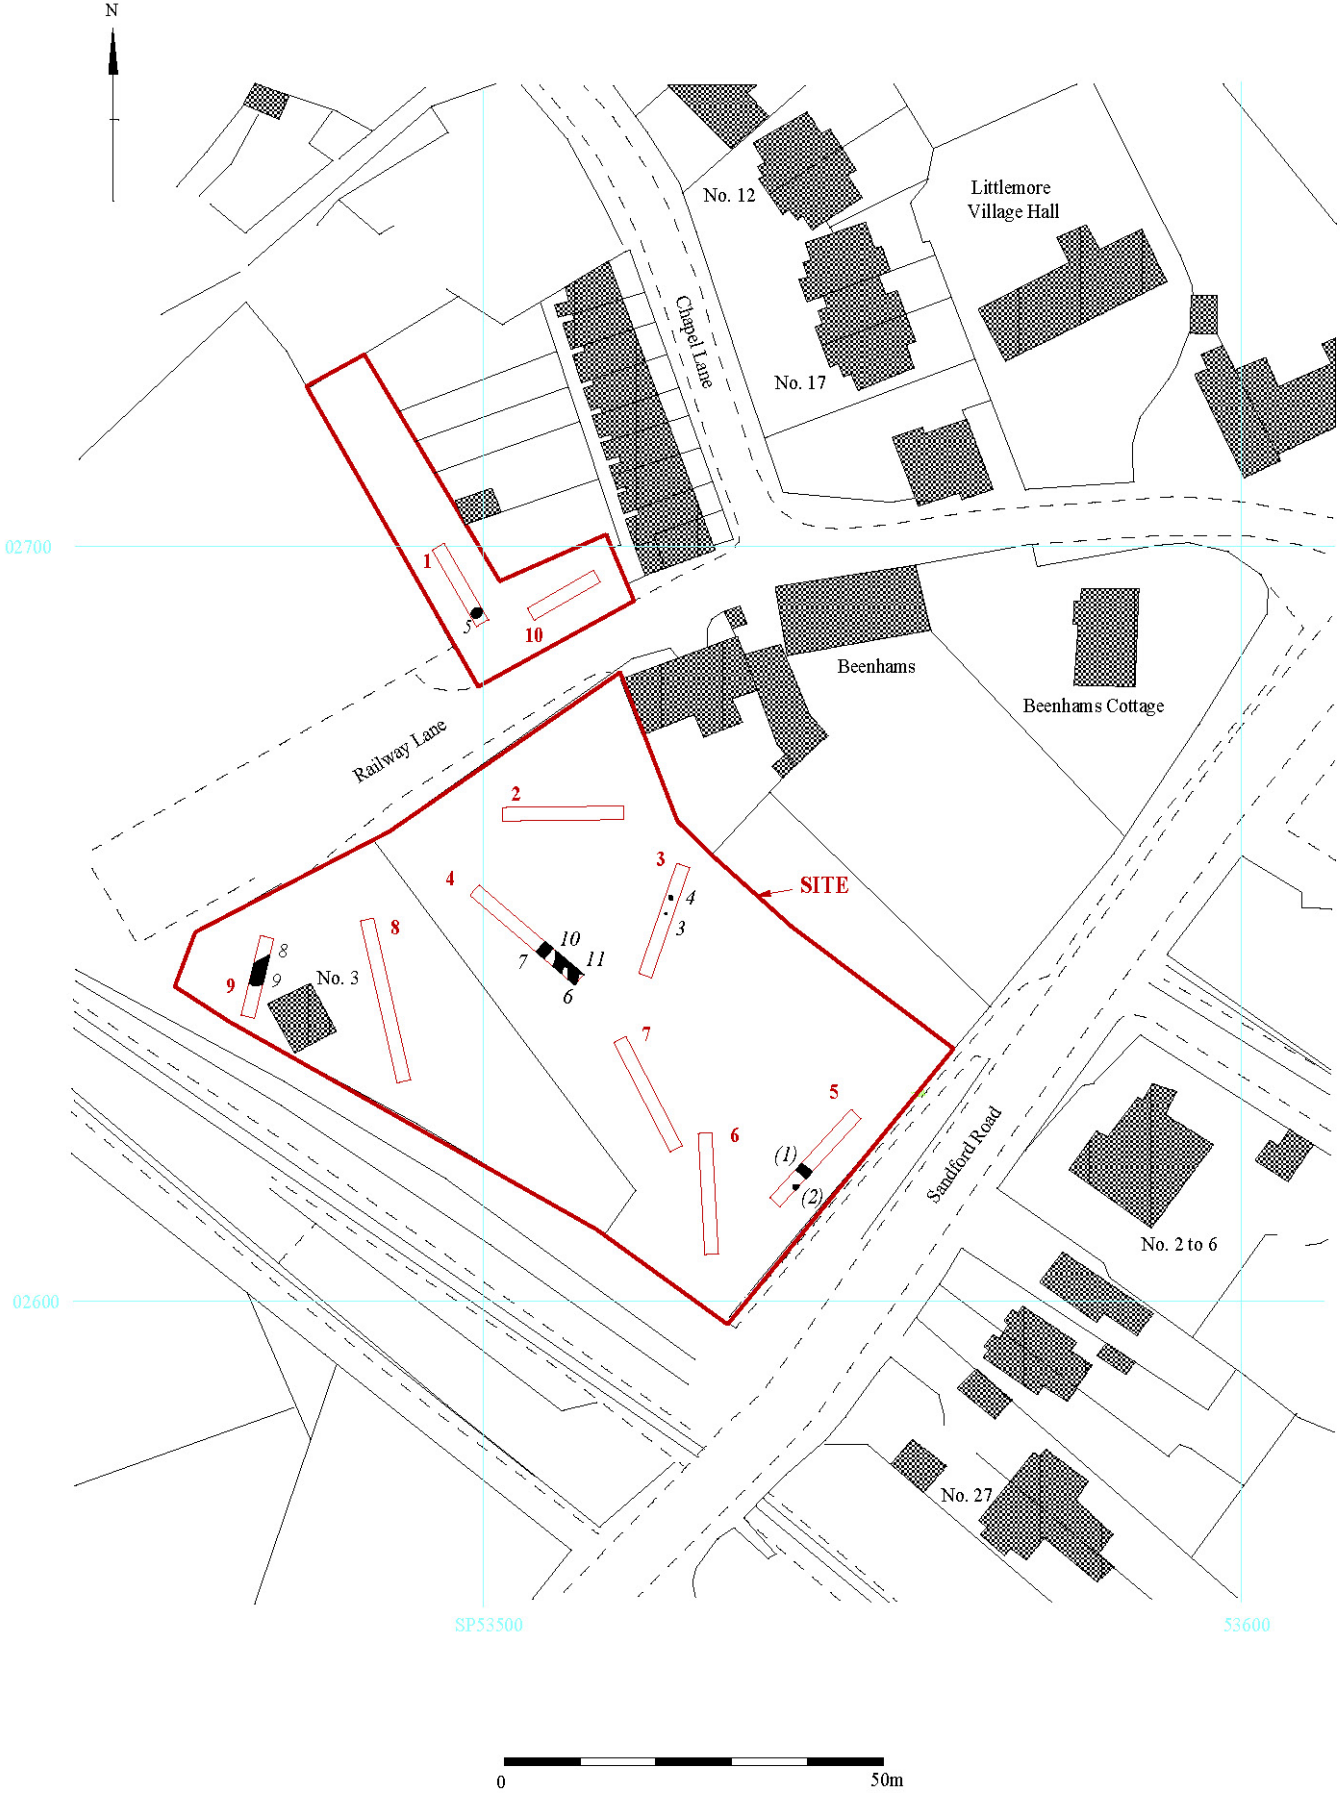 N
No. 12
Littlemore
Village Hall
Chapel Lane
No. 17
02700
1
5
10
Beenhams
Beenhams Cottage
Railway Lane
2
3
4
SITE
4
3
8
10
11
7
6
8
9
9
No. 3
7
5
6
(1)
(2)
Sandford Road
No. 2 to 6
02600
No. 27
SP53500
53600
0
50m